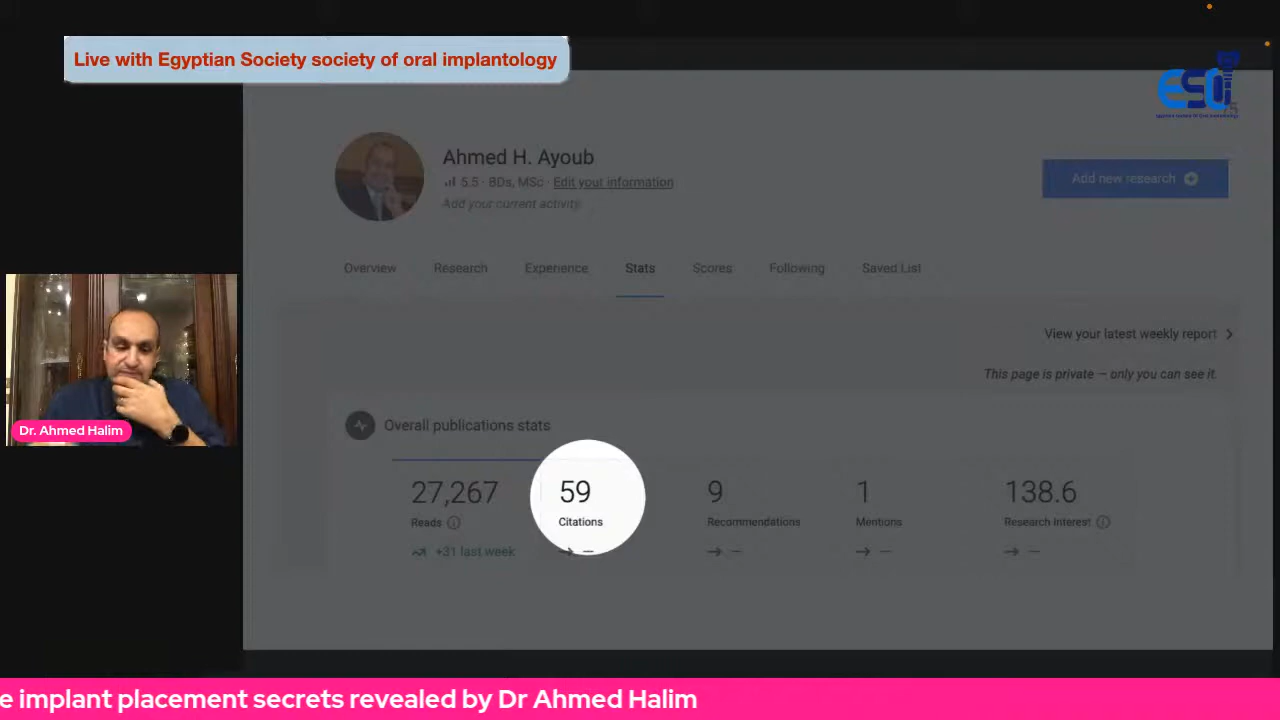 Live with Egyptian Society society of oral implantology
ESOI
Ahmed H. Ayoub
5.5 · BDs, MSc · Edit your information
Add your current activity
Add new research
Overview Research Experience Stats Scores Following Saved List
View your latest weekly report
This page is private — only you can see it.
Overall publications stats
27,267 59 9 1 138.6
Reads Citations Recommendations Mentions Research Interest
+31 last week
Dr. Ahmed Halim
e implant placement secrets revealed by Dr Ahmed Halim